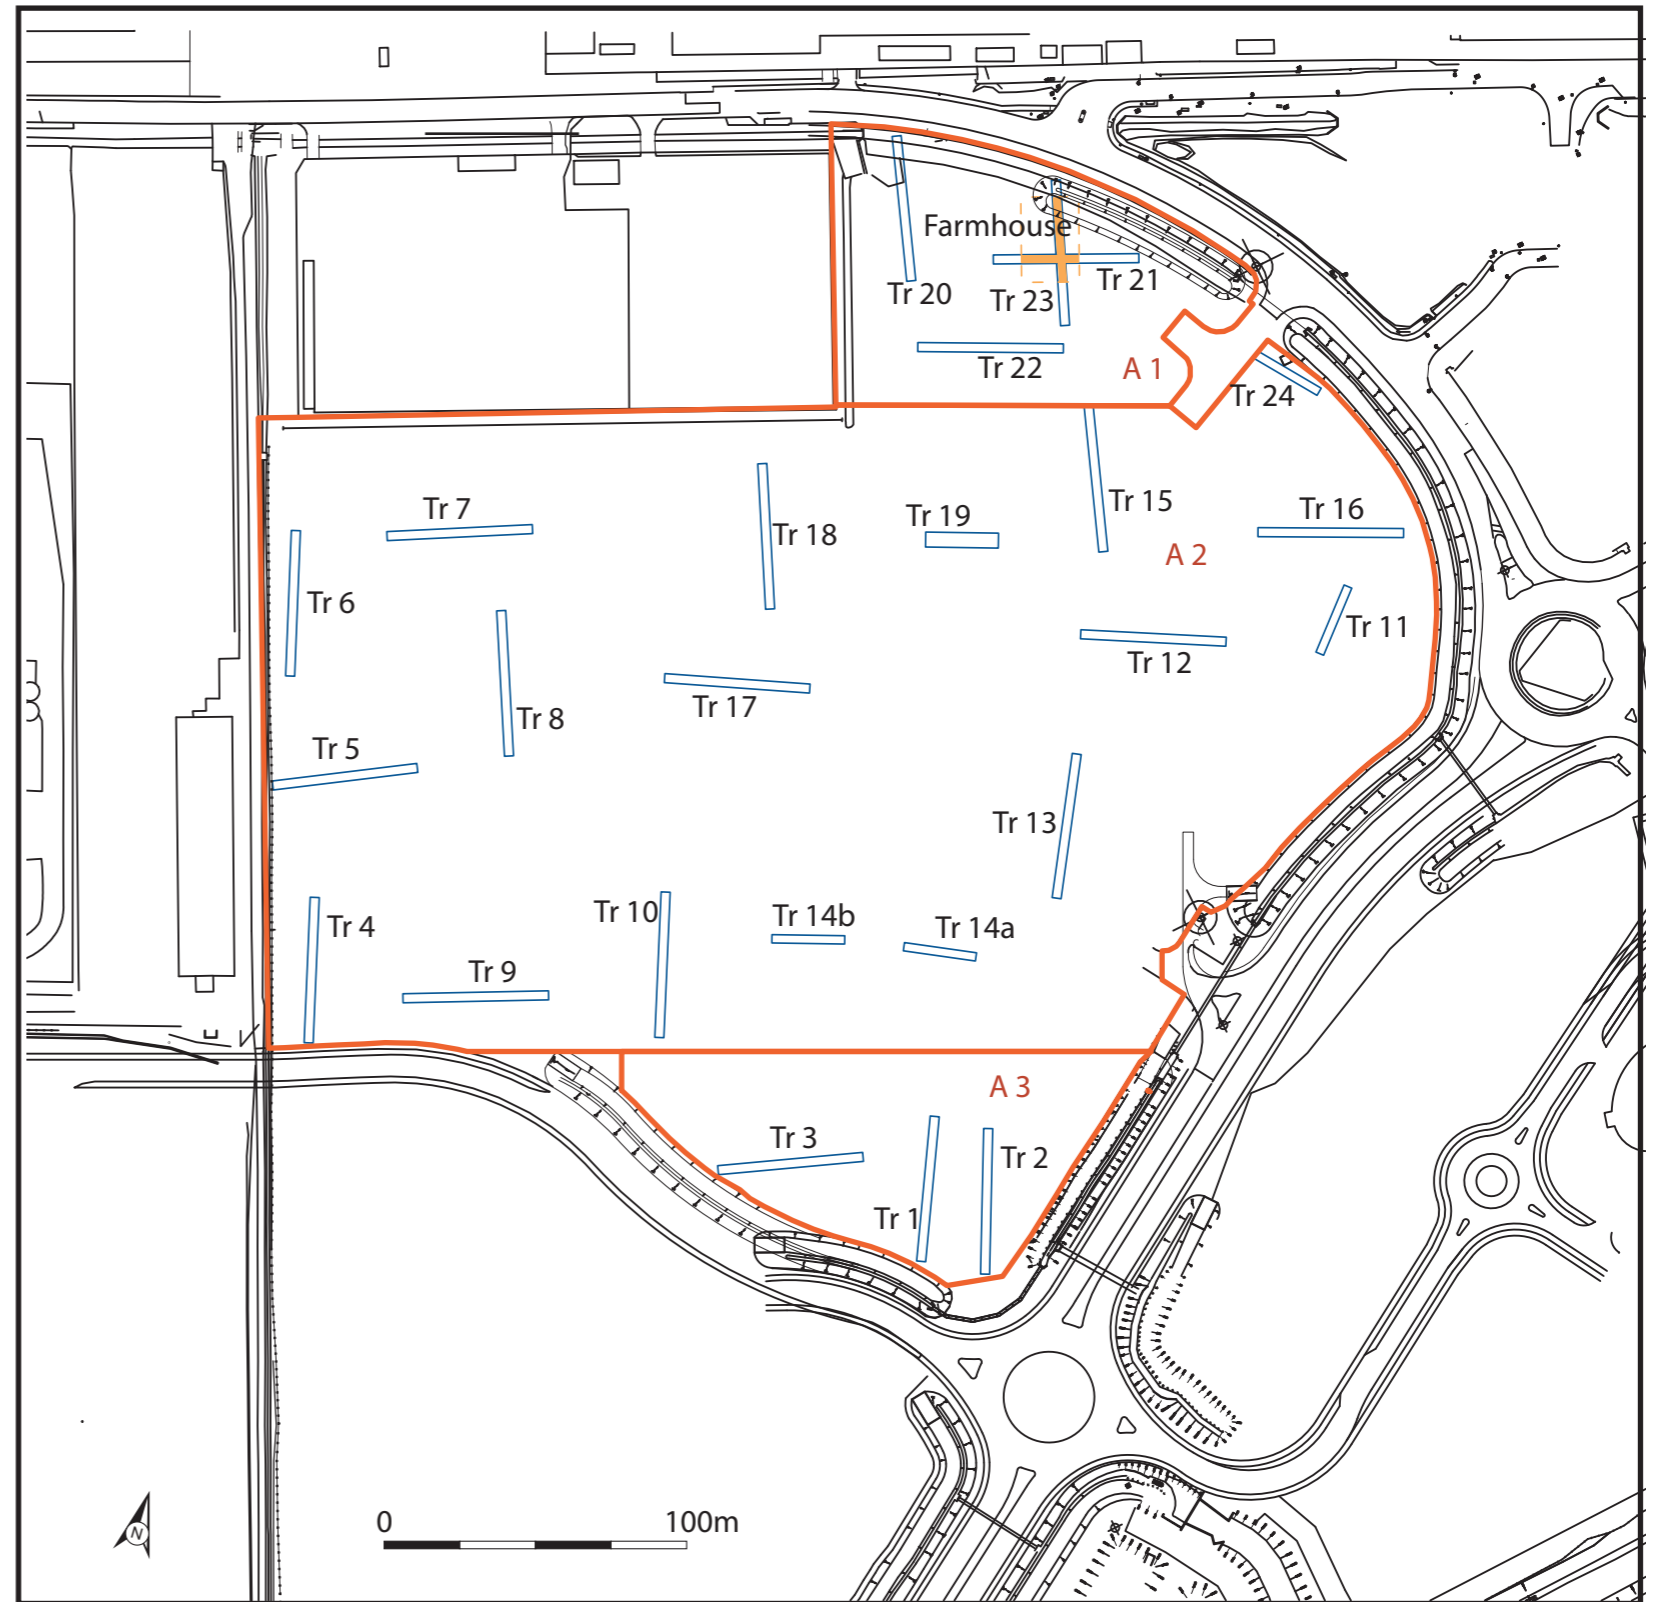 Farmhouse
Tr 20
Tr 23
Tr 21
Tr 22
A 1
Tr 24
Tr 7
Tr 18
Tr 19
Tr 15
Tr 16
A 2
Tr 6
Tr 11
Tr 12
Tr 8
Tr 17
Tr 5
Tr 13
Tr 4
Tr 10
Tr 14b
Tr 14a
Tr 9
A 3
Tr 3
Tr 2
Tr 1
N
0 100m